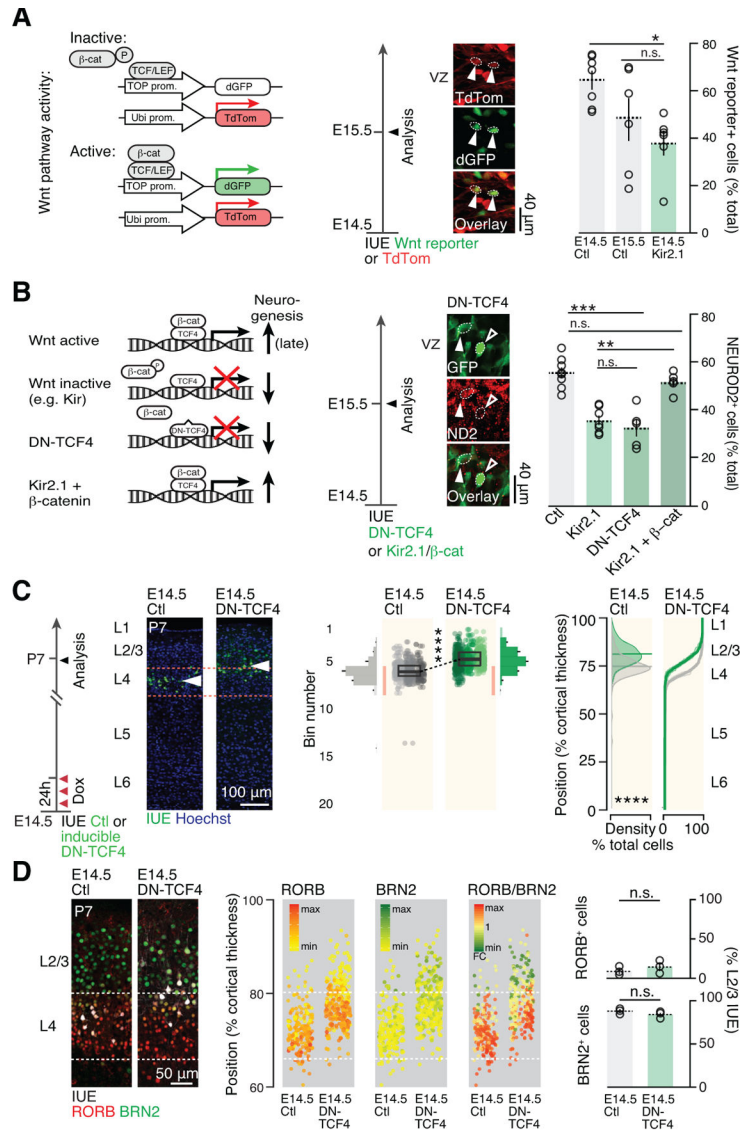 A
Wnt pathway activity:
Inactive:
β-cat
P
TCF/LEF
TOP prom.
dGFP
Ubi prom.
TdTom
Active:
β-cat
TCF/LEF
TOP prom.
dGFP
Ubi prom.
TdTom
E15.5
Analysis
E14.5
IUE Wnt reporter
or TdTom
VZ
TdTom
dGFP
Overlay
40 µm
*
n.s.
80
60
40
20
0
Wnt reporter+
cells (% total)
E14.5
Ctl
E15.5
Ctl
E14.5
Kir2.1
B
Neuro-
genesis
(late)
Wnt active
β-cat
TCF4
Wnt inactive
(e.g. Kir)
β-cat
P
TCF4
DN-TCF4
β-cat
DN-TCF4
Kir2.1 +
β-catenin
β-cat
TCF4
E15.5
Analysis
E14.5
IUE
DN-TCF4
or Kir2.1/β-cat
DN-TCF4
VZ
GFP
ND2
Overlay
40 µm
***
n.s.
**
n.s.
80
60
40
20
0
NEUROD2⁺ cells (% total)
Ctl
Kir2.1
DN-TCF4
Kir2.1 + β–cat
C
P7
Analysis
24h
Dox
E14.5
IUE Ctl or
inducible
DN-TCF4
E14.5
Ctl
E14.5
DN-TCF4
P7
L1
L2/3
L4
L5
L6
100 µm
IUE Hoechst
E14.5
Ctl
E14.5
DN-TCF4
****
Bin number
1
5
10
15
20
E14.5
Ctl
E14.5
DN-TCF4
Position (% cortical thickness)
100
75
50
25
0
L1
L2/3
L4
L5
L6
****
Density
0
100
% total cells
D
E14.5
Ctl
E14.5
DN-TCF4
P7
L2/3
L4
50 µm
IUE
RORB BRN2
Position (% cortical thickness)
100
80
60
RORB
max
min
BRN2
max
min
RORB/BRN2
max
1
min
FC
E14.5
Ctl
E14.5
DN-
TCF4
E14.5
Ctl
E14.5
DN-
TCF4
E14.5
Ctl
E14.5
DN-
TCF4
n.s.
RORB⁺ cells
100
0
n.s.
BRN2⁺ cells
100
0
(% L2/3 IUE)
E14.5
Ctl
E14.5
DN-
TCF4